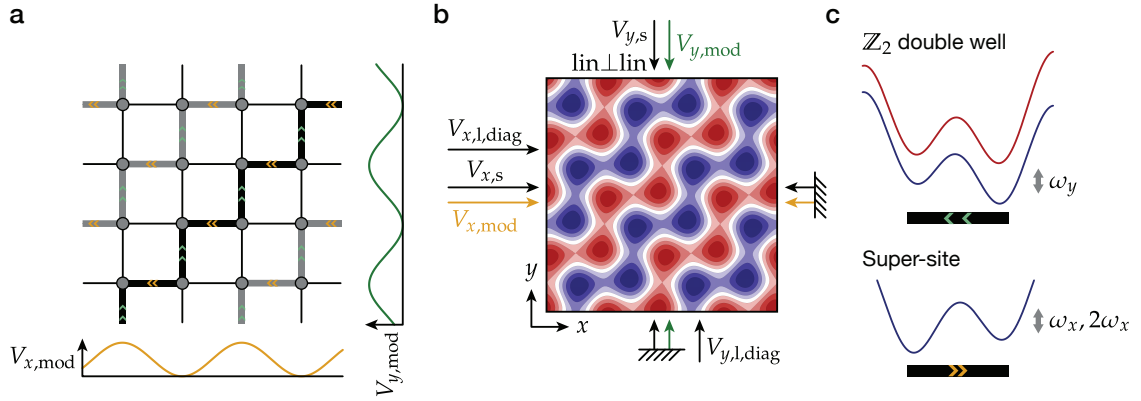 a
V_{x,mod}
V_{y,mod}
b
V_{y,s}
V_{y,mod}
lin⊥lin
V_{x,l,diag}
V_{x,s}
V_{x,mod}
y
x
V_{y,l,diag}
c
ℤ₂ double well
ω_y
Super-site
ω_x, 2ω_x